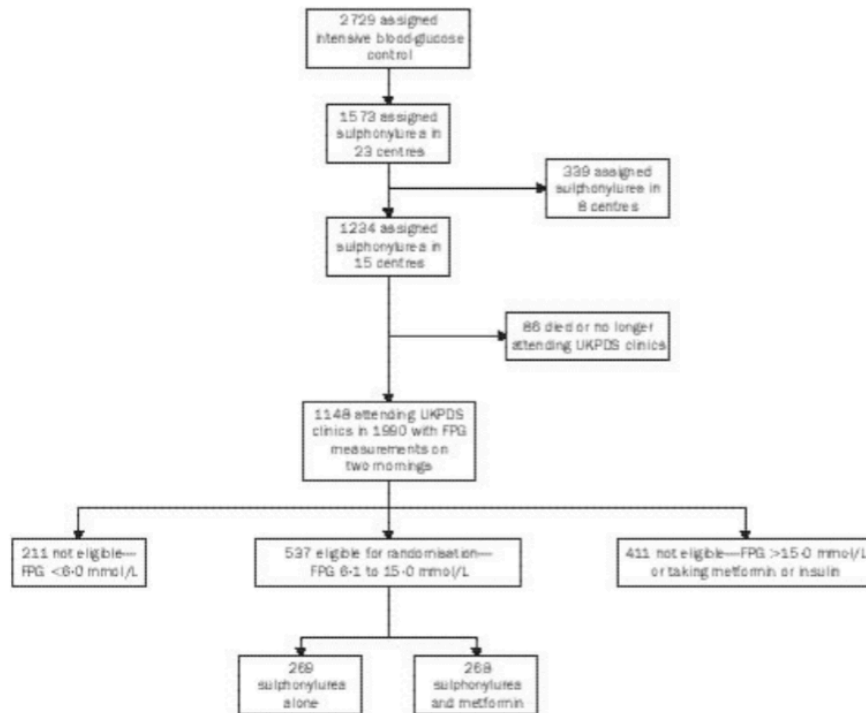 2729 assigned
intensive blood-glucose
control
1573 assigned
sulphonylurea in
23 centres
339 assigned
sulphonylurea in
8 centres
1234 assigned
sulphonylurea in
15 centres
86 died or no longer
attending UKPDS clinics
1148 attending UKPDS
clinics in 1990 with FPG
measurements on
two mornings
211 not eligible—
FPG <6·0 mmol/L
537 eligible for randomisation—
FPG 6·1 to 15·0 mmol/L
411 not eligible—FPG >15·0 mmol/L
or taking metformin or insulin
269
sulphonylurea
alone
268
sulphonylurea
and metformin